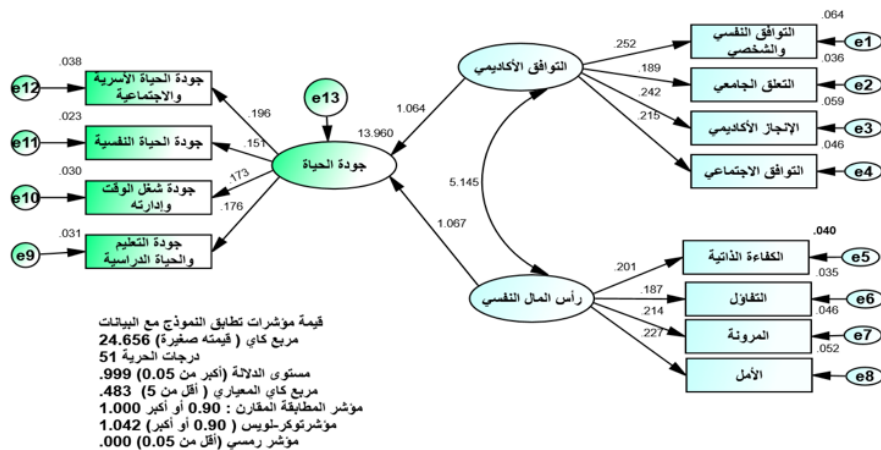 .064
.038
e12
جودة الحياة الأسرية
والاجتماعية
.196
e13
التوافق الأكاديمي
.252
التوافق النفسي
والشخصي
e1
.036
.189
التعلق الجامعي
e2
.023
e11
جودة الحياة النفسية
.151
13.960
1.064
.242
.059
الإنجاز الأكاديمي
e3
.215
.046
جودة الحياة
التوافق الاجتماعي
e4
.030
e10
جودة شغل الوقت
وإدارته
.173
.176
5.145
.031
e9
جودة التعليم
والحياة الدراسية
1.067
.040
الكفاءة الذاتية
e5
.201
.035
رأس المال النفسي
.187
التفاؤل
e6
.046
.214
المرونة
e7
.227
.052
الأمل
e8
قيمة مؤشرات تطابق النموذج مع البيانات
مربع كاي ( قيمته صغيرة) 24.656
درجات الحرية 51
مستوى الدلالة (أكبر من 0.05) .999
مربع كاي المعياري ( أقل من 5) .483
مؤشر المطابقة المقارن : 0.90 أو أكبر 1.000
مؤشرتوكر-لويس ( 0.90 أو أكبر) 1.042
مؤشر رمسي (أقل من 0.05) .000